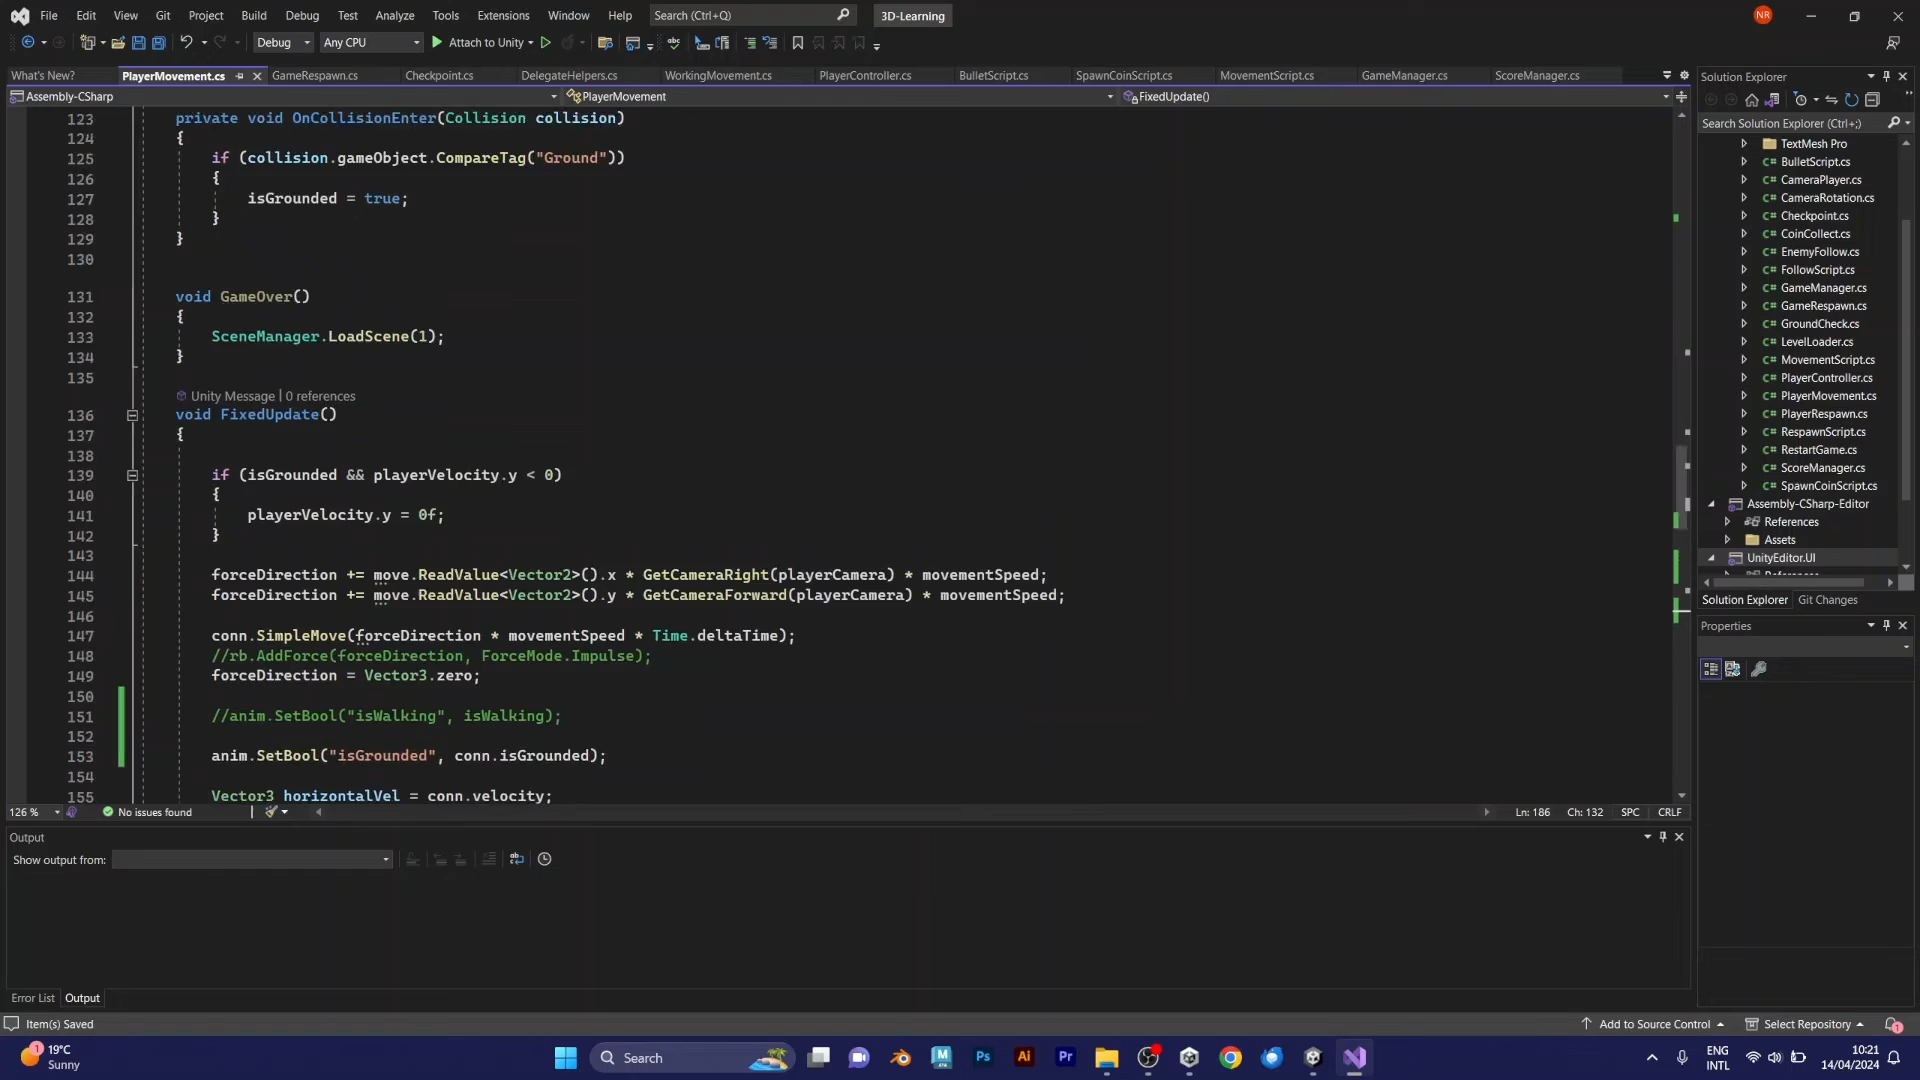 File Edit View Git Project Build Debug Test Analyze Tools Extensions Window Help Search (Ctrl+Q) 3D-Learning NR
Debug Any CPU Attach to Unity
What's New? PlayerMovement.cs GameRespawn.cs Checkpoint.cs DelegateHelpers.cs WorkingMovement.cs PlayerController.cs BulletScript.cs SpawnCoinScript.cs MovementScript.cs GameManager.cs ScoreManager.cs
Assembly-CSharp PlayerMovement FixedUpdate()
123 private void OnCollisionEnter(Collision collision)
124 {
125 if (collision.gameObject.CompareTag("Ground"))
126 {
127 isGrounded = true;
128 }
129 }
130
131 void GameOver()
132 {
133 SceneManager.LoadScene(1);
134 }
135
Unity Message | 0 references
136 void FixedUpdate()
137 {
138
139 if (isGrounded && playerVelocity.y < 0)
140 {
141 playerVelocity.y = 0f;
142 }
143
144 forceDirection += move.ReadValue<Vector2>().x * GetCameraRight(playerCamera) * movementSpeed;
145 forceDirection += move.ReadValue<Vector2>().y * GetCameraForward(playerCamera) * movementSpeed;
146
147 conn.SimpleMove(forceDirection * movementSpeed * Time.deltaTime);
148 //rb.AddForce(forceDirection, ForceMode.Impulse);
149 forceDirection = Vector3.zero;
150
151 //anim.SetBool("isWalking", isWalking);
152
153 anim.SetBool("isGrounded", conn.isGrounded);
154
155 Vector3 horizontalVel = conn.velocity;
126 % No issues found Ln: 186 Ch: 132 SPC CRLF
Output
Show output from:
Error List Output
Solution Explorer
Search Solution Explorer (Ctrl+;)
TextMesh Pro
C# BulletScript.cs
C# CameraPlayer.cs
C# CameraRotation.cs
C# Checkpoint.cs
C# CoinCollect.cs
C# EnemyFollow.cs
C# FollowScript.cs
C# GameManager.cs
C# GameRespawn.cs
C# GroundCheck.cs
C# LevelLoader.cs
C# MovementScript.cs
C# PlayerController.cs
C# PlayerMovement.cs
C# PlayerRespawn.cs
C# RespawnScript.cs
C# RestartGame.cs
C# ScoreManager.cs
C# SpawnCoinScript.cs
Assembly-CSharp-Editor
References
Assets
UnityEditor.UI
References
Solution Explorer Git Changes
Properties
Item(s) Saved Add to Source Control Select Repository 1
1 19°C
Sunny
Search
M
Ps
Ai
Pr
ENG
INTL
10:21
14/04/2024